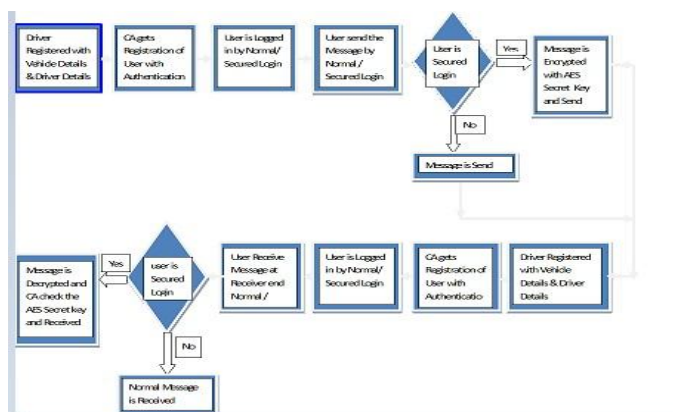 Driver
Registered with
Vehicle Details
& Driver Details
CA gets
Registration of
User with
Authentication
User is Logged
in by Normal/
Secured Login
User send the
Message by
Normal /
Secured Login
User is
Secured
Login
Yes
Message is
Encrypted
with AES
Secret Key
and Send
No
Message is Send
Message is
Decrypted and
CA check the
AES Secret key
and Received
Yes
user is
Secured
Login
User Receive
Message at
Receiver end
Normal /
User is Logged
in by Normal/
Secured Login
CA gets
Registration of
User with
Authenticatio
Driver Registered
with Vehicle
Details & Driver
Details
No
Normal Message
is Received